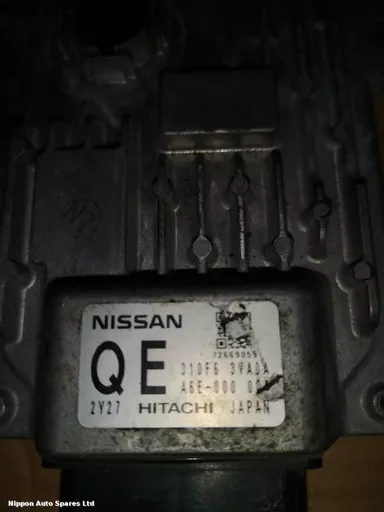 NISSAN
72669059
QE
310F6 3VA0A
A6E-000
2Y27 HITACHI JAPAN
Nippon Auto Spares Ltd